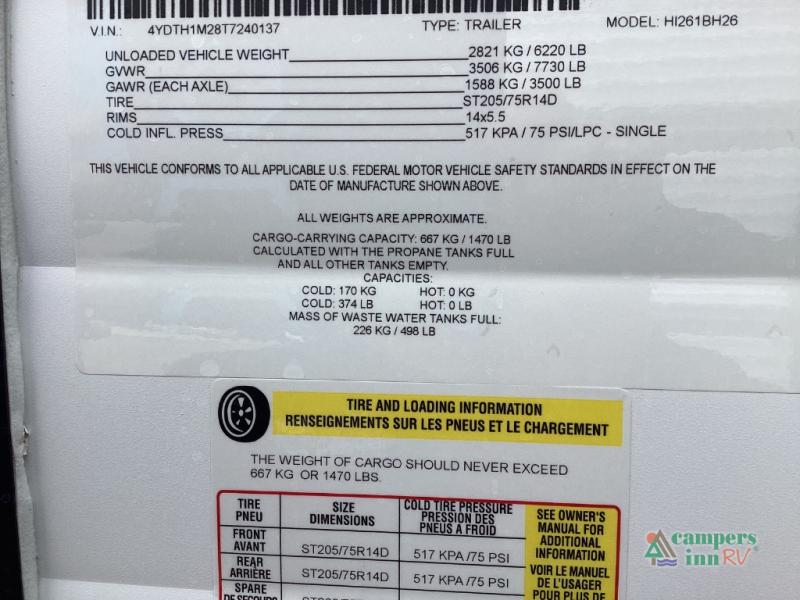 V.I.N.: 4YDTH1M28T7240137 TYPE: TRAILER MODEL: HI261BH26
UNLOADED VEHICLE WEIGHT 2821 KG / 6220 LB
GVWR 3506 KG / 7730 LB
GAWR (EACH AXLE) 1588 KG / 3500 LB
TIRE ST205/75R14D
RIMS 14x5.5
COLD INFL. PRESS 517 KPA / 75 PSI/LPC - SINGLE
THIS VEHICLE CONFORMS TO ALL APPLICABLE U.S. FEDERAL MOTOR VEHICLE SAFETY STANDARDS IN EFFECT ON THE
DATE OF MANUFACTURE SHOWN ABOVE.
ALL WEIGHTS ARE APPROXIMATE.
CARGO-CARRYING CAPACITY: 667 KG / 1470 LB
CALCULATED WITH THE PROPANE TANKS FULL
AND ALL OTHER TANKS EMPTY.
CAPACITIES:
COLD: 170 KG HOT: 0 KG
COLD: 374 LB HOT: 0 LB
MASS OF WASTE WATER TANKS FULL:
226 KG / 498 LB
TIRE AND LOADING INFORMATION
RENSEIGNEMENTS SUR LES PNEUS ET LE CHARGEMENT
THE WEIGHT OF CARGO SHOULD NEVER EXCEED
667 KG OR 1470 LBS.
TIRE
PNEU
SIZE
DIMENSIONS
COLD TIRE PRESSURE
PRESSION DES
PNEUS A FROID
FRONT
AVANT
ST205/75R14D
517 KPA /75 PSI
REAR
ARRIÈRE
ST205/75R14D
517 KPA /75 PSI
SPARE
DE SECOURS
SEE OWNER'S
MANUAL FOR
ADDITIONAL
INFORMATION
VOIR LE MANUEL
DE L'USAGER
POUR PLUS DE
campers
inn RV